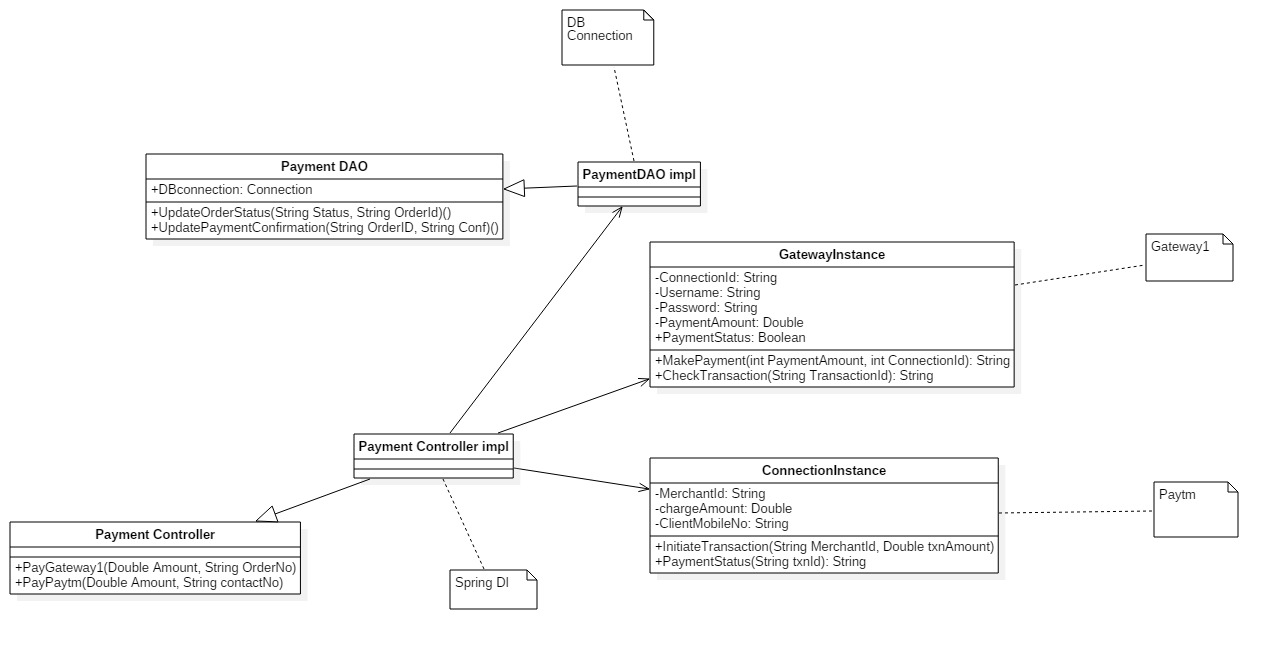 DB
Connection
Payment DAO
+DBconnection: Connection
+UpdateOrderStatus(String Status, String OrderId)()
+UpdatePaymentConfirmation(String OrderID, String Conf)()
PaymentDAO impl
GatewayInstance
-ConnectionId: String
-Username: String
-Password: String
-PaymentAmount: Double
+PaymentStatus: Boolean
+MakePayment(int PaymentAmount, int ConnectionId): String
+CheckTransaction(String TransactionId): String
Gateway1
Payment Controller impl
ConnectionInstance
-MerchantId: String
-chargeAmount: Double
-ClientMobileNo: String
+InitiateTransaction(String MerchantId, Double txnAmount)
+PaymentStatus(String txnId): String
Paytm
Payment Controller
+PayGateway1(Double Amount, String OrderNo)
+PayPaytm(Double Amount, String contactNo)
Spring DI